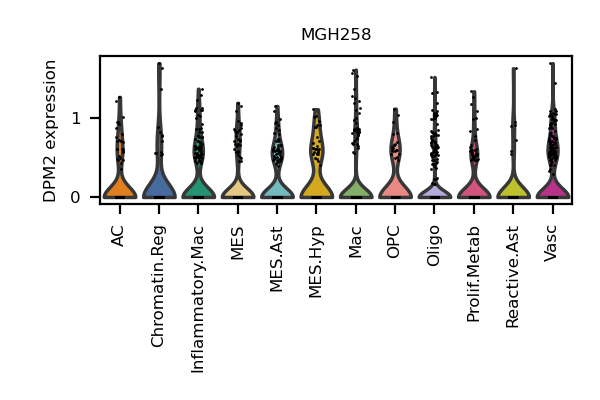 MGH258
DPM2 expression
1
0
AC
Chromatin.Reg
Inflammatory.Mac
MES
MES.Ast
MES.Hyp
Mac
OPC
Oligo
Prolif.Metab
Reactive.Ast
Vasc